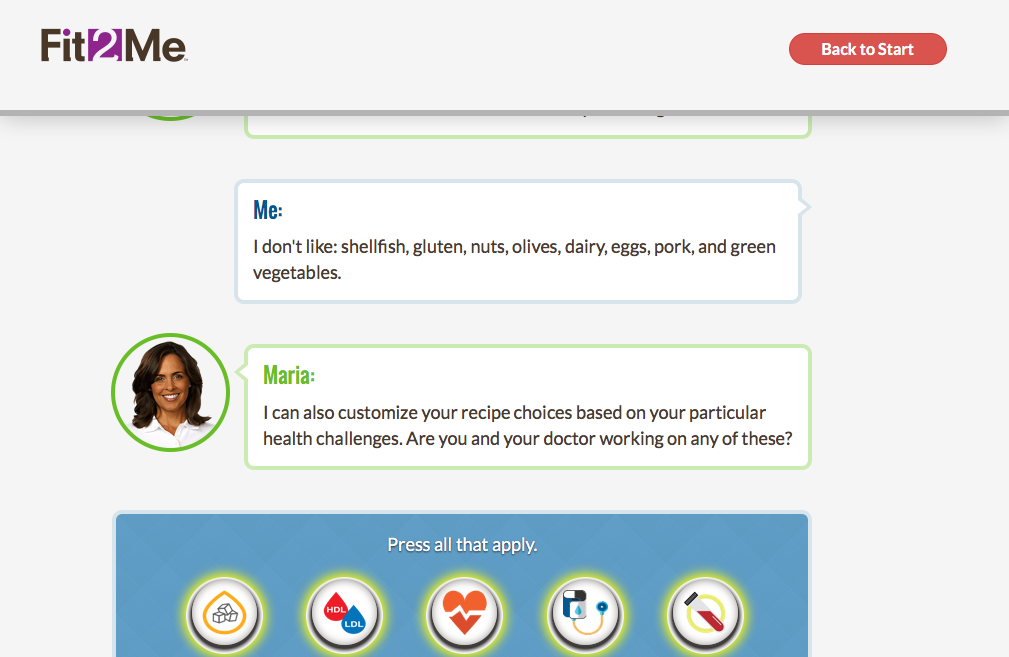 Fit2Me
Back to Start
Me:
I don't like: shellfish, gluten, nuts, olives, dairy, eggs, pork, and green
vegetables.
Maria:
I can also customize your recipe choices based on your particular
health challenges. Are you and your doctor working on any of these?
Press all that apply.
HDL
LDL